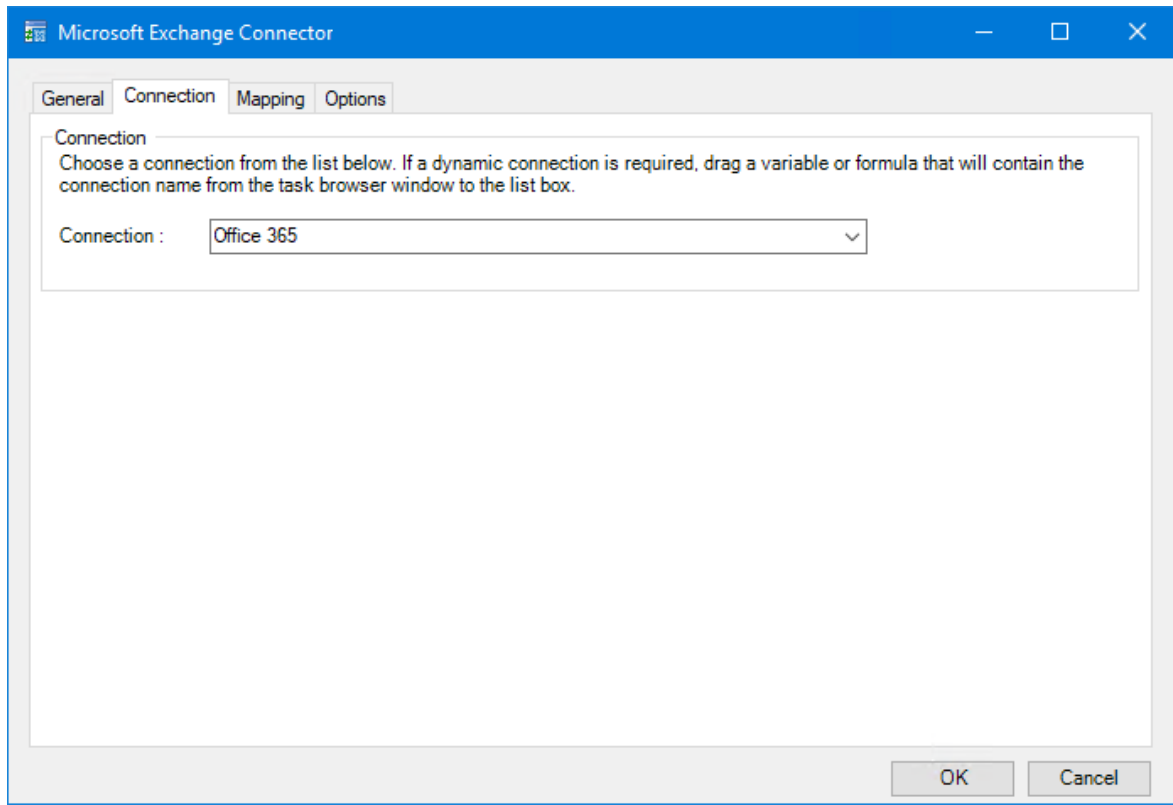 Microsoft Exchange Connector
General Connection Mapping Options
Connection
Choose a connection from the list below. If a dynamic connection is required, drag a variable or formula that will contain the
connection name from the task browser window to the list box.
Connection : Office 365
OK Cancel